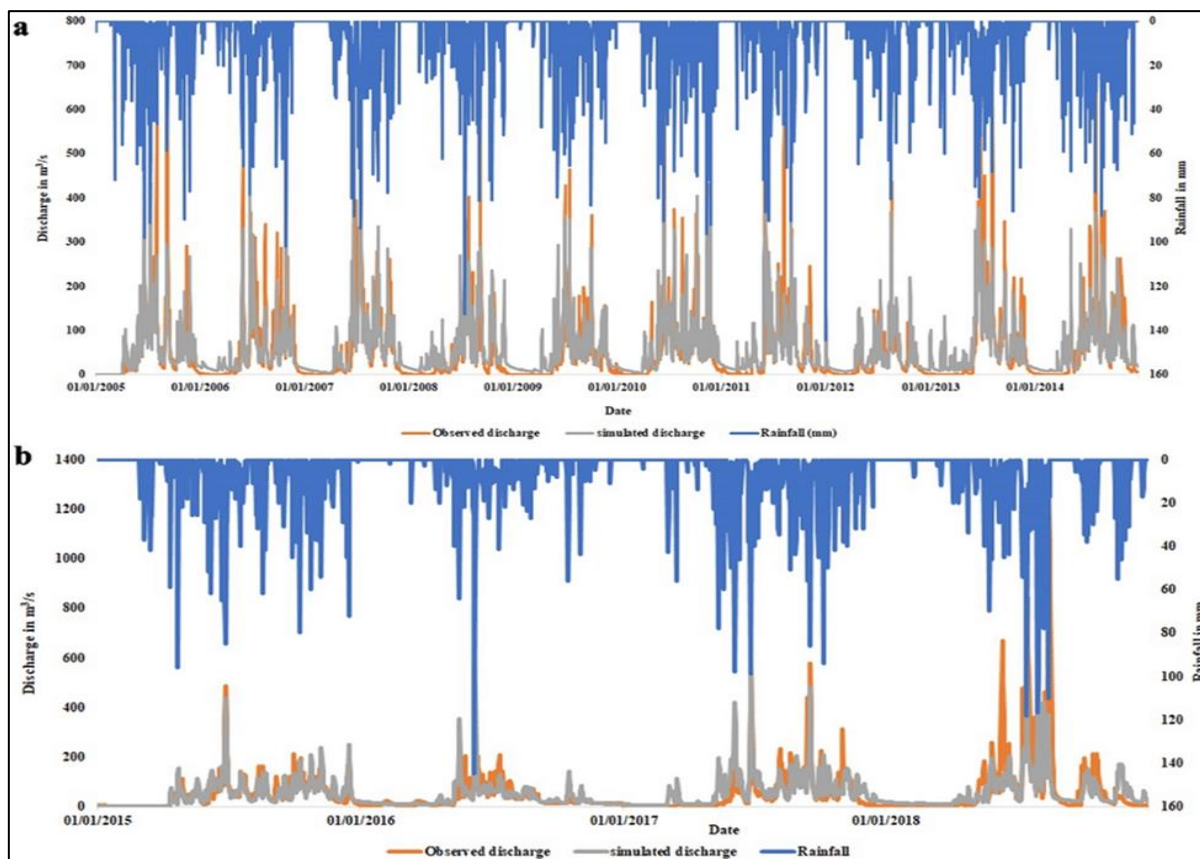 a
800
700
600
500
400
300
200
100
0
Discharge in m³/s
0
20
40
60
80
100
120
140
160
Rainfall in mm
01/01/2005 01/01/2006 01/01/2007 01/01/2008 01/01/2009 01/01/2010 01/01/2011 01/01/2012 01/01/2013 01/01/2014
Date
Observed discharge simulated discharge Rainfall (mm)
b
1400
1200
1000
800
600
400
200
0
Discharge in m³/s
0
20
40
60
80
100
120
140
160
Rainfall in mm
01/01/2015 01/01/2016 01/01/2017 01/01/2018
Date
Observed discharge simulated discharge Rainfall